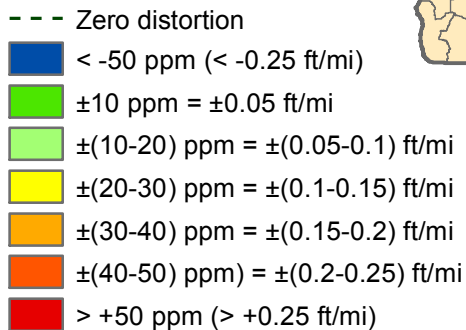 Zero distortion
< -50 ppm (< -0.25 ft/mi)
±10 ppm = ±0.05 ft/mi
±(10-20) ppm = ±(0.05-0.1) ft/mi
±(20-30) ppm = ±(0.1-0.15) ft/mi
±(30-40) ppm = ±(0.15-0.2) ft/mi
±(40-50) ppm) = ±(0.2-0.25) ft/mi
> +50 ppm (> +0.25 ft/mi)